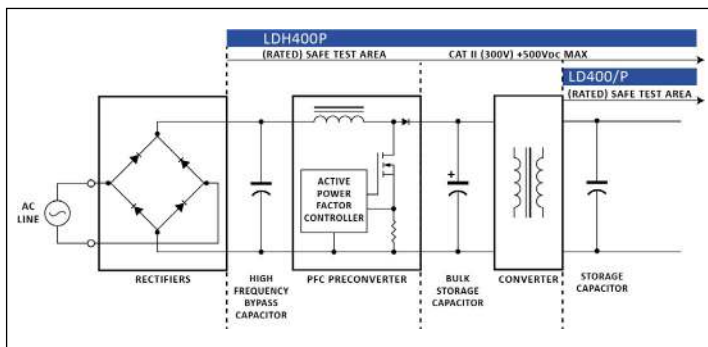 LDH400P
(RATED) SAFE TEST AREA
CAT II (300V) +500VDC MAX
LD400/P
(RATED) SAFE TEST AREA
AC
LINE
ACTIVE
POWER
FACTOR
CONTROLLER
+
RECTIFIERS
HIGH
FREQUENCY
BYPASS
CAPACITOR
PFC PRECONVERTER
BULK
STORAGE
CAPACITOR
CONVERTER
STORAGE
CAPACITOR